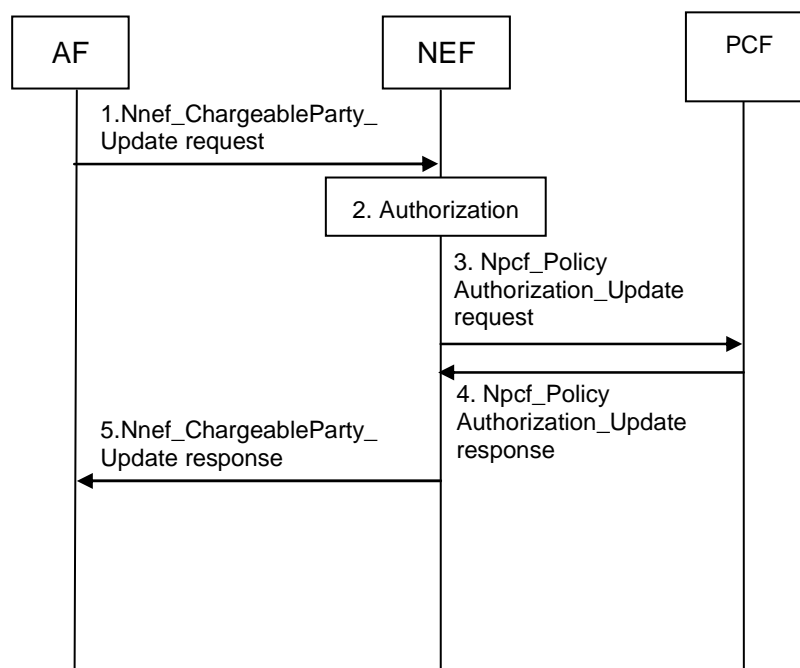 AF
NEF
PCF
1.Nnef_ChargeableParty_
Update request
2. Authorization
3. Npcf_Policy
Authorization_Update
request
4. Npcf_Policy
Authorization_Update
response
5.Nnef_ChargeableParty_
Update response